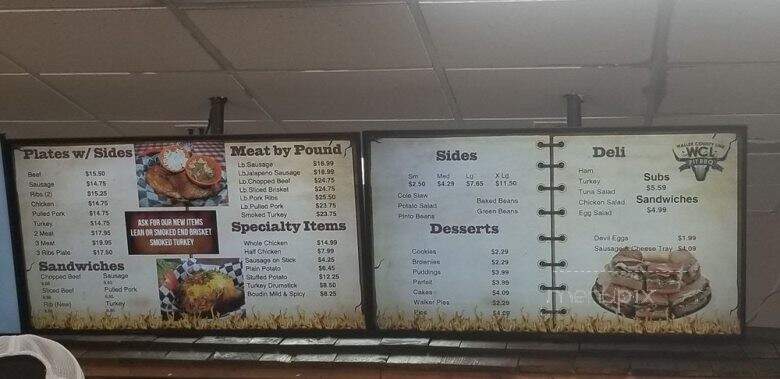 Plates w/ Sides
Beef $15.50
Sausage $14.75
Ribs (2) $15.25
Chicken $14.75
Pulled Pork $14.75
Turkey $14.75
2 Meat $17.95
3 Meat $19.95
3 Ribs Plate $17.50
Sandwiches
Chopped Beef Sausage
Sliced Beef Pulled Pork
Rib (New) Turkey
ASK FOR OUR NEW ITEMS
LEAN OR SMOKED END BRISKET
SMOKED TURKEY
Meat by Pound
Lb.Sausage $18.99
LbJalapeno Sausage $18.99
Lb.Chopped Beef $24.75
Lb.Sliced Brisket $24.75
Lb.Pork Ribs $25.50
Lb.Pulled Pork $23.75
Smoked Turkey $23.75
Specialty Items
Whole Chicken $14.99
Half Chicken $7.99
Sausage on Stick $4.25
Plain Potato $6.45
Stuffed Potato $12.25
Turkey Drumstick $8.50
Boudin Mild & Spicy $8.25
Sides
Sm Med Lg X Lg
$2.50 $4.29 $7.65 $11.50
Cole Slaw Baked Beans
Potato Salad Green Beans
Pinto Beans
Desserts
Cookies $2.29
Brownies $2.29
Puddings $3.99
Parfait $3.99
Cakes $4.09
Walker Pies $2.29
Pies $4.09
Deli
WALLER COUNTY LINE
WCL
PIT BBQ
Ham
Turkey
Tuna Salad
Chicken Salad
Egg Salad
Subs
$5.59
Sandwiches
$4.99
Devil Eggs $1.99
Sausage & Cheese Tray $4.09
menupix